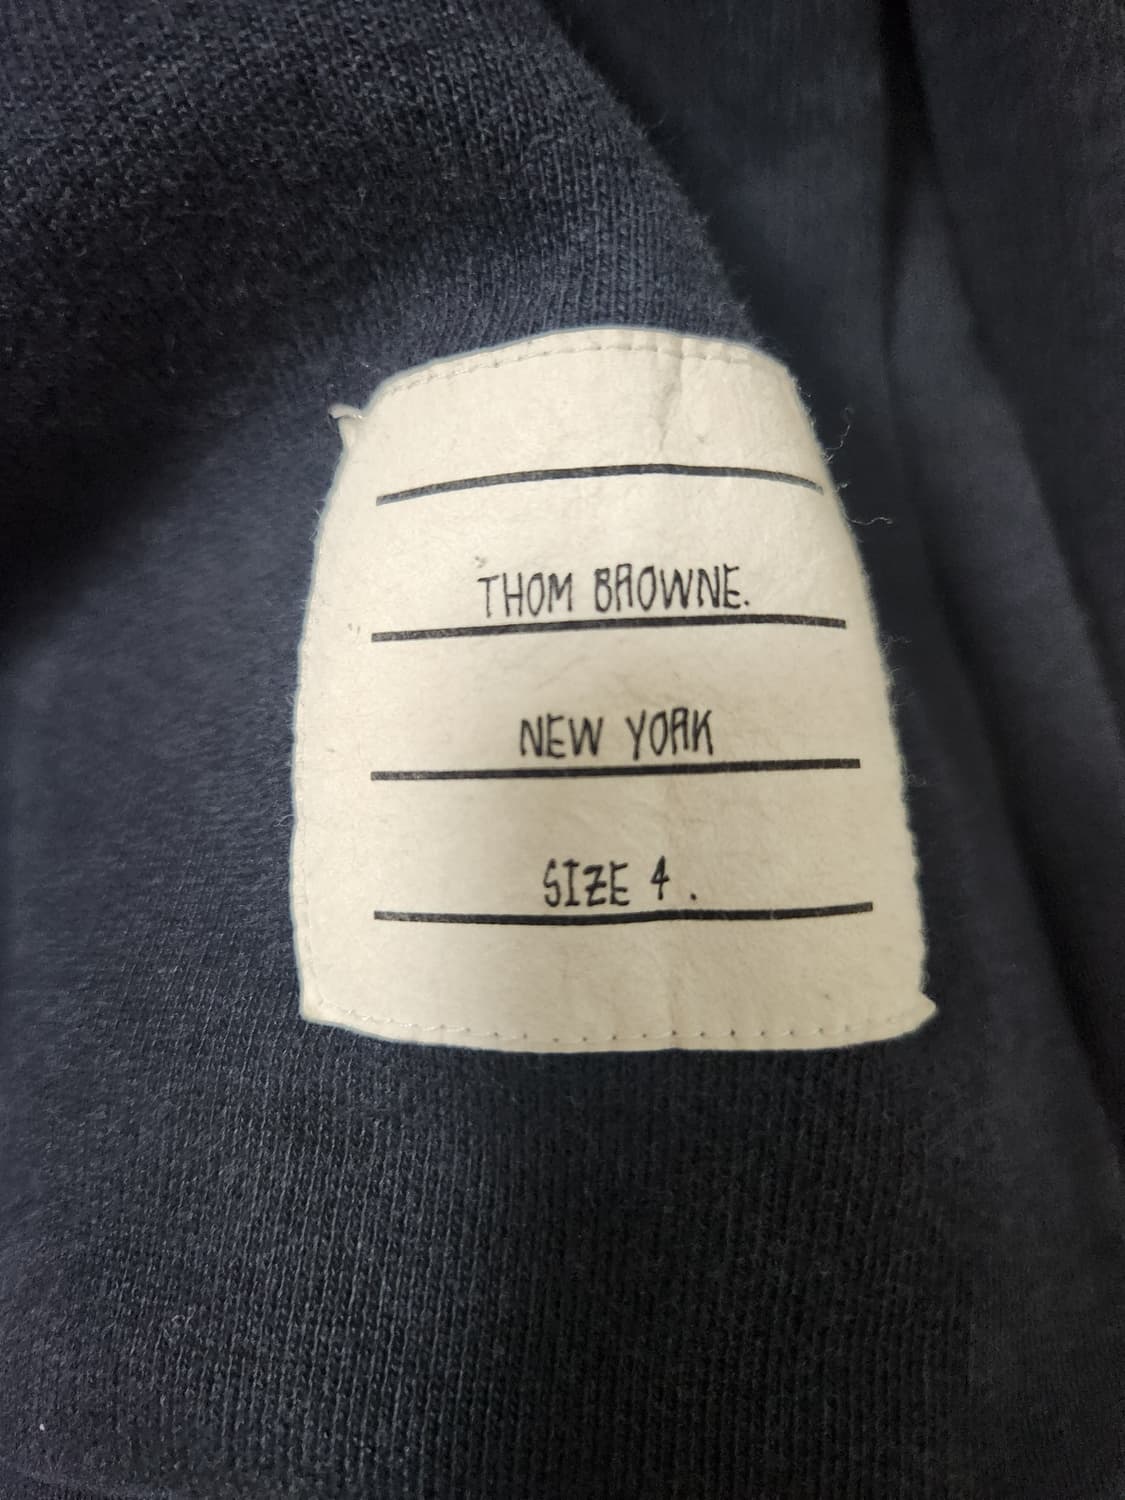 THOM BROWNE.
NEW YORK
SIZE 4 .